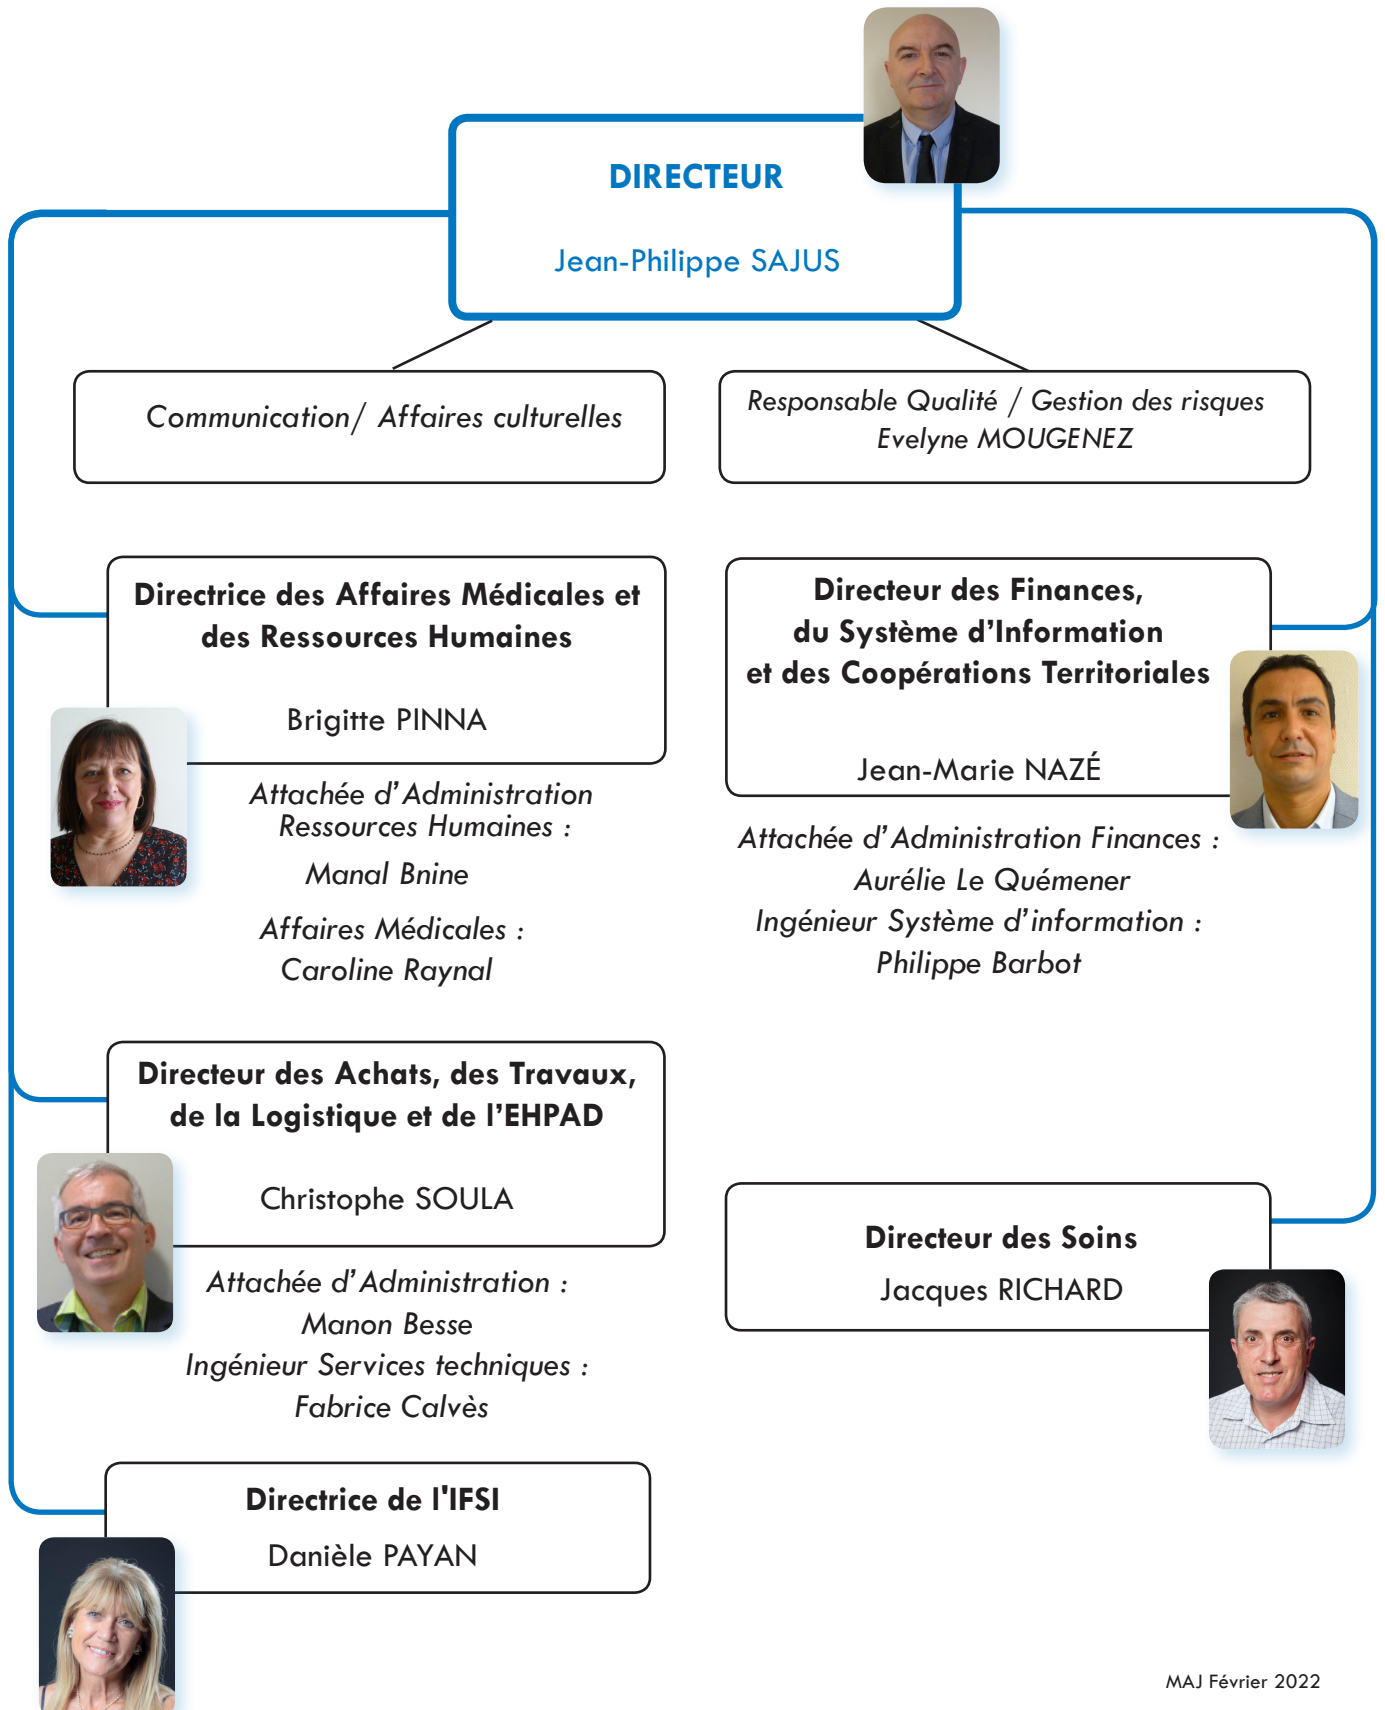 DIRECTEUR
Jean-Philippe SAJUS
Communication/ Affaires culturelles
Responsable Qualité / Gestion des risques
Evelyne MOUGENEZ
Directrice des Affaires Médicales et
des Ressources Humaines
Brigitte PINNA
Attachée d'Administration
Ressources Humaines :
Manal Bnine
Affaires Médicales :
Caroline Raynal
Directeur des Finances,
du Système d'Information
et des Coopérations Territoriales
Jean-Marie NAZÉ
Attachée d'Administration Finances :
Aurélie Le Quémener
Ingénieur Système d'information :
Philippe Barbot
Directeur des Achats, des Travaux,
de la Logistique et de l'EHPAD
Christophe SOULA
Attachée d'Administration :
Manon Besse
Ingénieur Services techniques :
Fabrice Calvès
Directeur des Soins
Jacques RICHARD
Directrice de l'IFSI
Danièle PAYAN
MAJ Février 2022